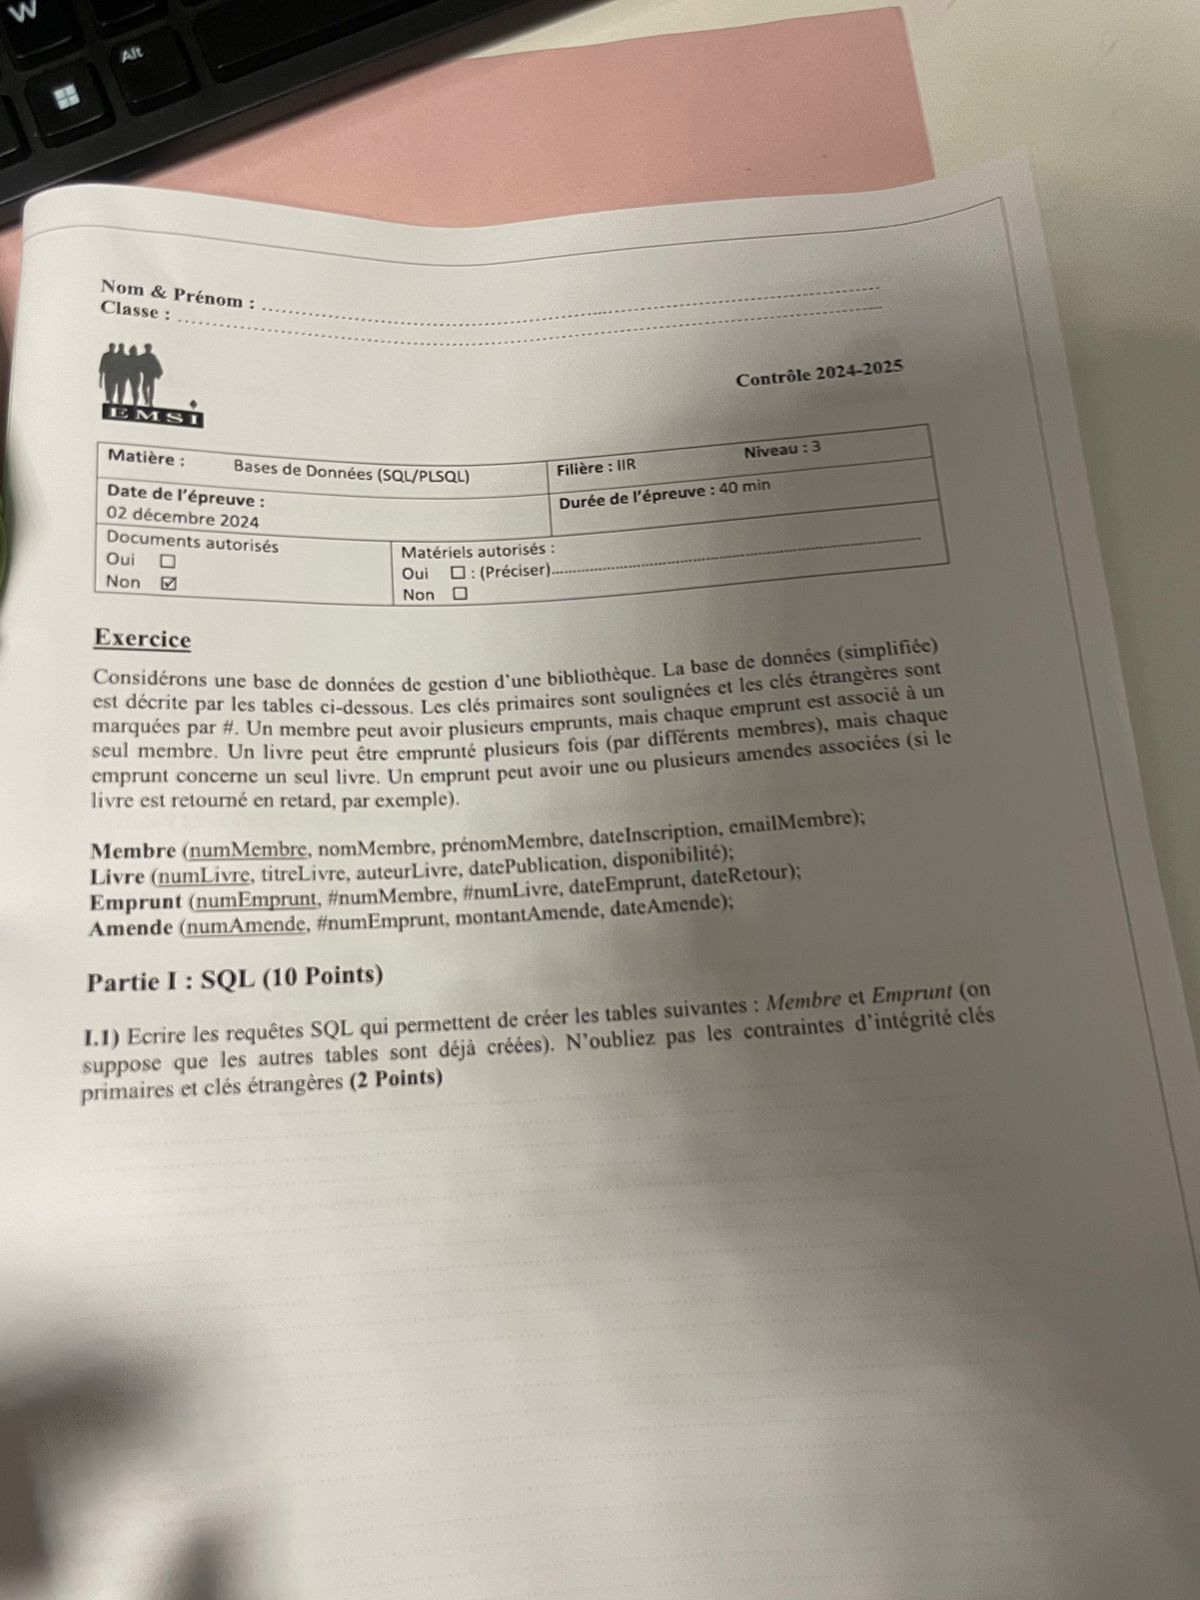 W
Alt
Nom & Prénom : ........................................................
Classe : ........................................................
EMSI
Contrôle 2024-2025
Matière : Bases de Données (SQL/PLSQL) Filière : IIR Niveau : 3
Date de l'épreuve : Durée de l'épreuve : 40 min
02 décembre 2024
Documents autorisés Matériels autorisés :
Oui ☐ Oui ☐ : (Préciser)........................................................
Non ☑ Non ☐
Exercice
Considérons une base de données de gestion d'une bibliothèque. La base de données (simplifiée)
est décrite par les tables ci-dessous. Les clés primaires sont soulignées et les clés étrangères sont
marquées par #. Un membre peut avoir plusieurs emprunts, mais chaque emprunt est associé à un
seul membre. Un livre peut être emprunté plusieurs fois (par différents membres), mais chaque
emprunt concerne un seul livre. Un emprunt peut avoir une ou plusieurs amendes associées (si le
livre est retourné en retard, par exemple).
Membre (numMembre, nomMembre, prénomMembre, dateInscription, emailMembre);
Livre (numLivre, titreLivre, auteurLivre, datePublication, disponibilité);
Emprunt (numEmprunt, #numMembre, #numLivre, dateEmprunt, dateRetour);
Amende (numAmende, #numEmprunt, montantAmende, dateAmende);
Partie I : SQL (10 Points)
I.1) Ecrire les requêtes SQL qui permettent de créer les tables suivantes : Membre et Emprunt (on
suppose que les autres tables sont déjà créées). N'oubliez pas les contraintes d'intégrité clés
primaires et clés étrangères (2 Points)